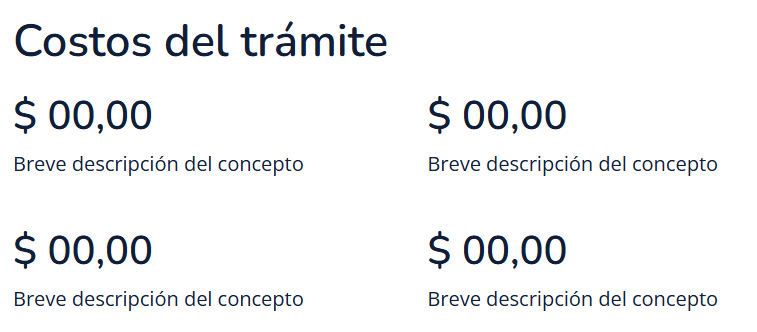 Costos del trámite
$ 00,00
Breve descripción del concepto
$ 00,00
Breve descripción del concepto
$ 00,00
Breve descripción del concepto
$ 00,00
Breve descripción del concepto